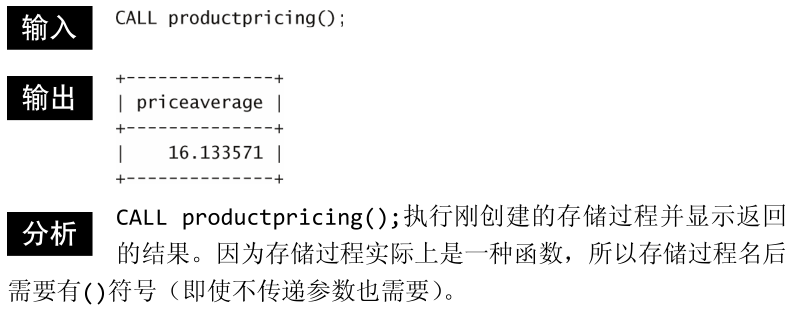 输入 CALL productpricing();
输出
+--------------+
| priceaverage |
+--------------+
|    16.133571 |
+--------------+
分析 CALL productpricing();执行刚创建的存储过程并显示返回
的结果。因为存储过程实际上是一种函数，所以存储过程名后
需要有()符号（即使不传递参数也需要）。